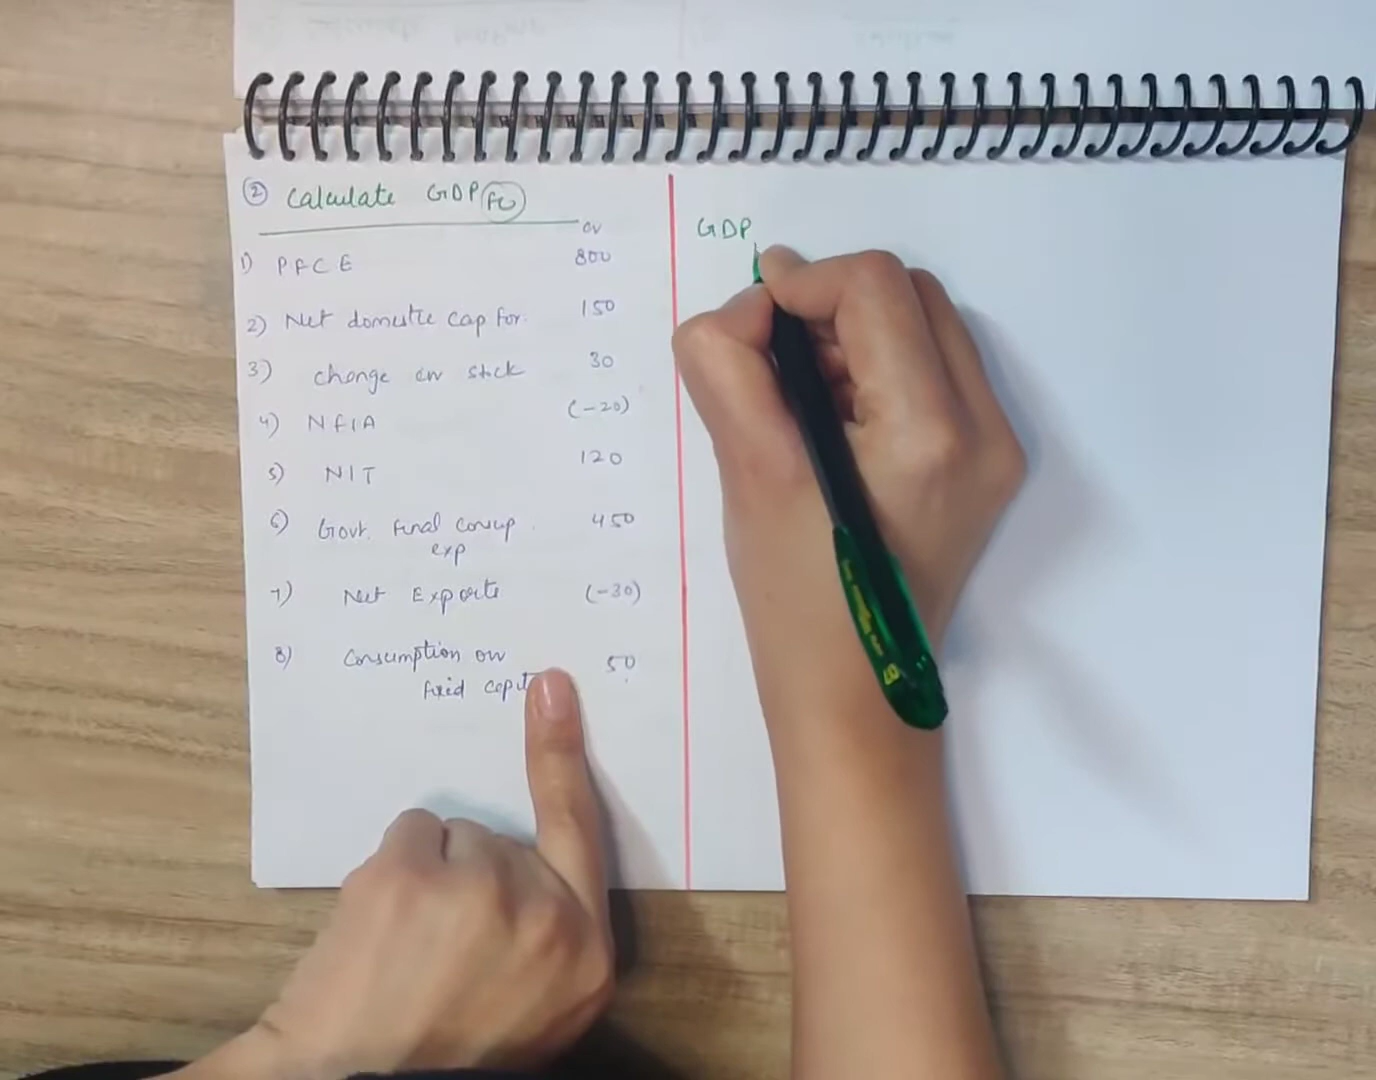 ② Calculate GDP FC
CV
1) PFCE 800
2) Net domestic Cap For. 150
3) change in stock 30
4) NFIA (-20)
5) NIT 120
6) Govt. Final Consup. 450
exp
7) Net Exports (-30)
8) Consumption on 50
fixed
GDP